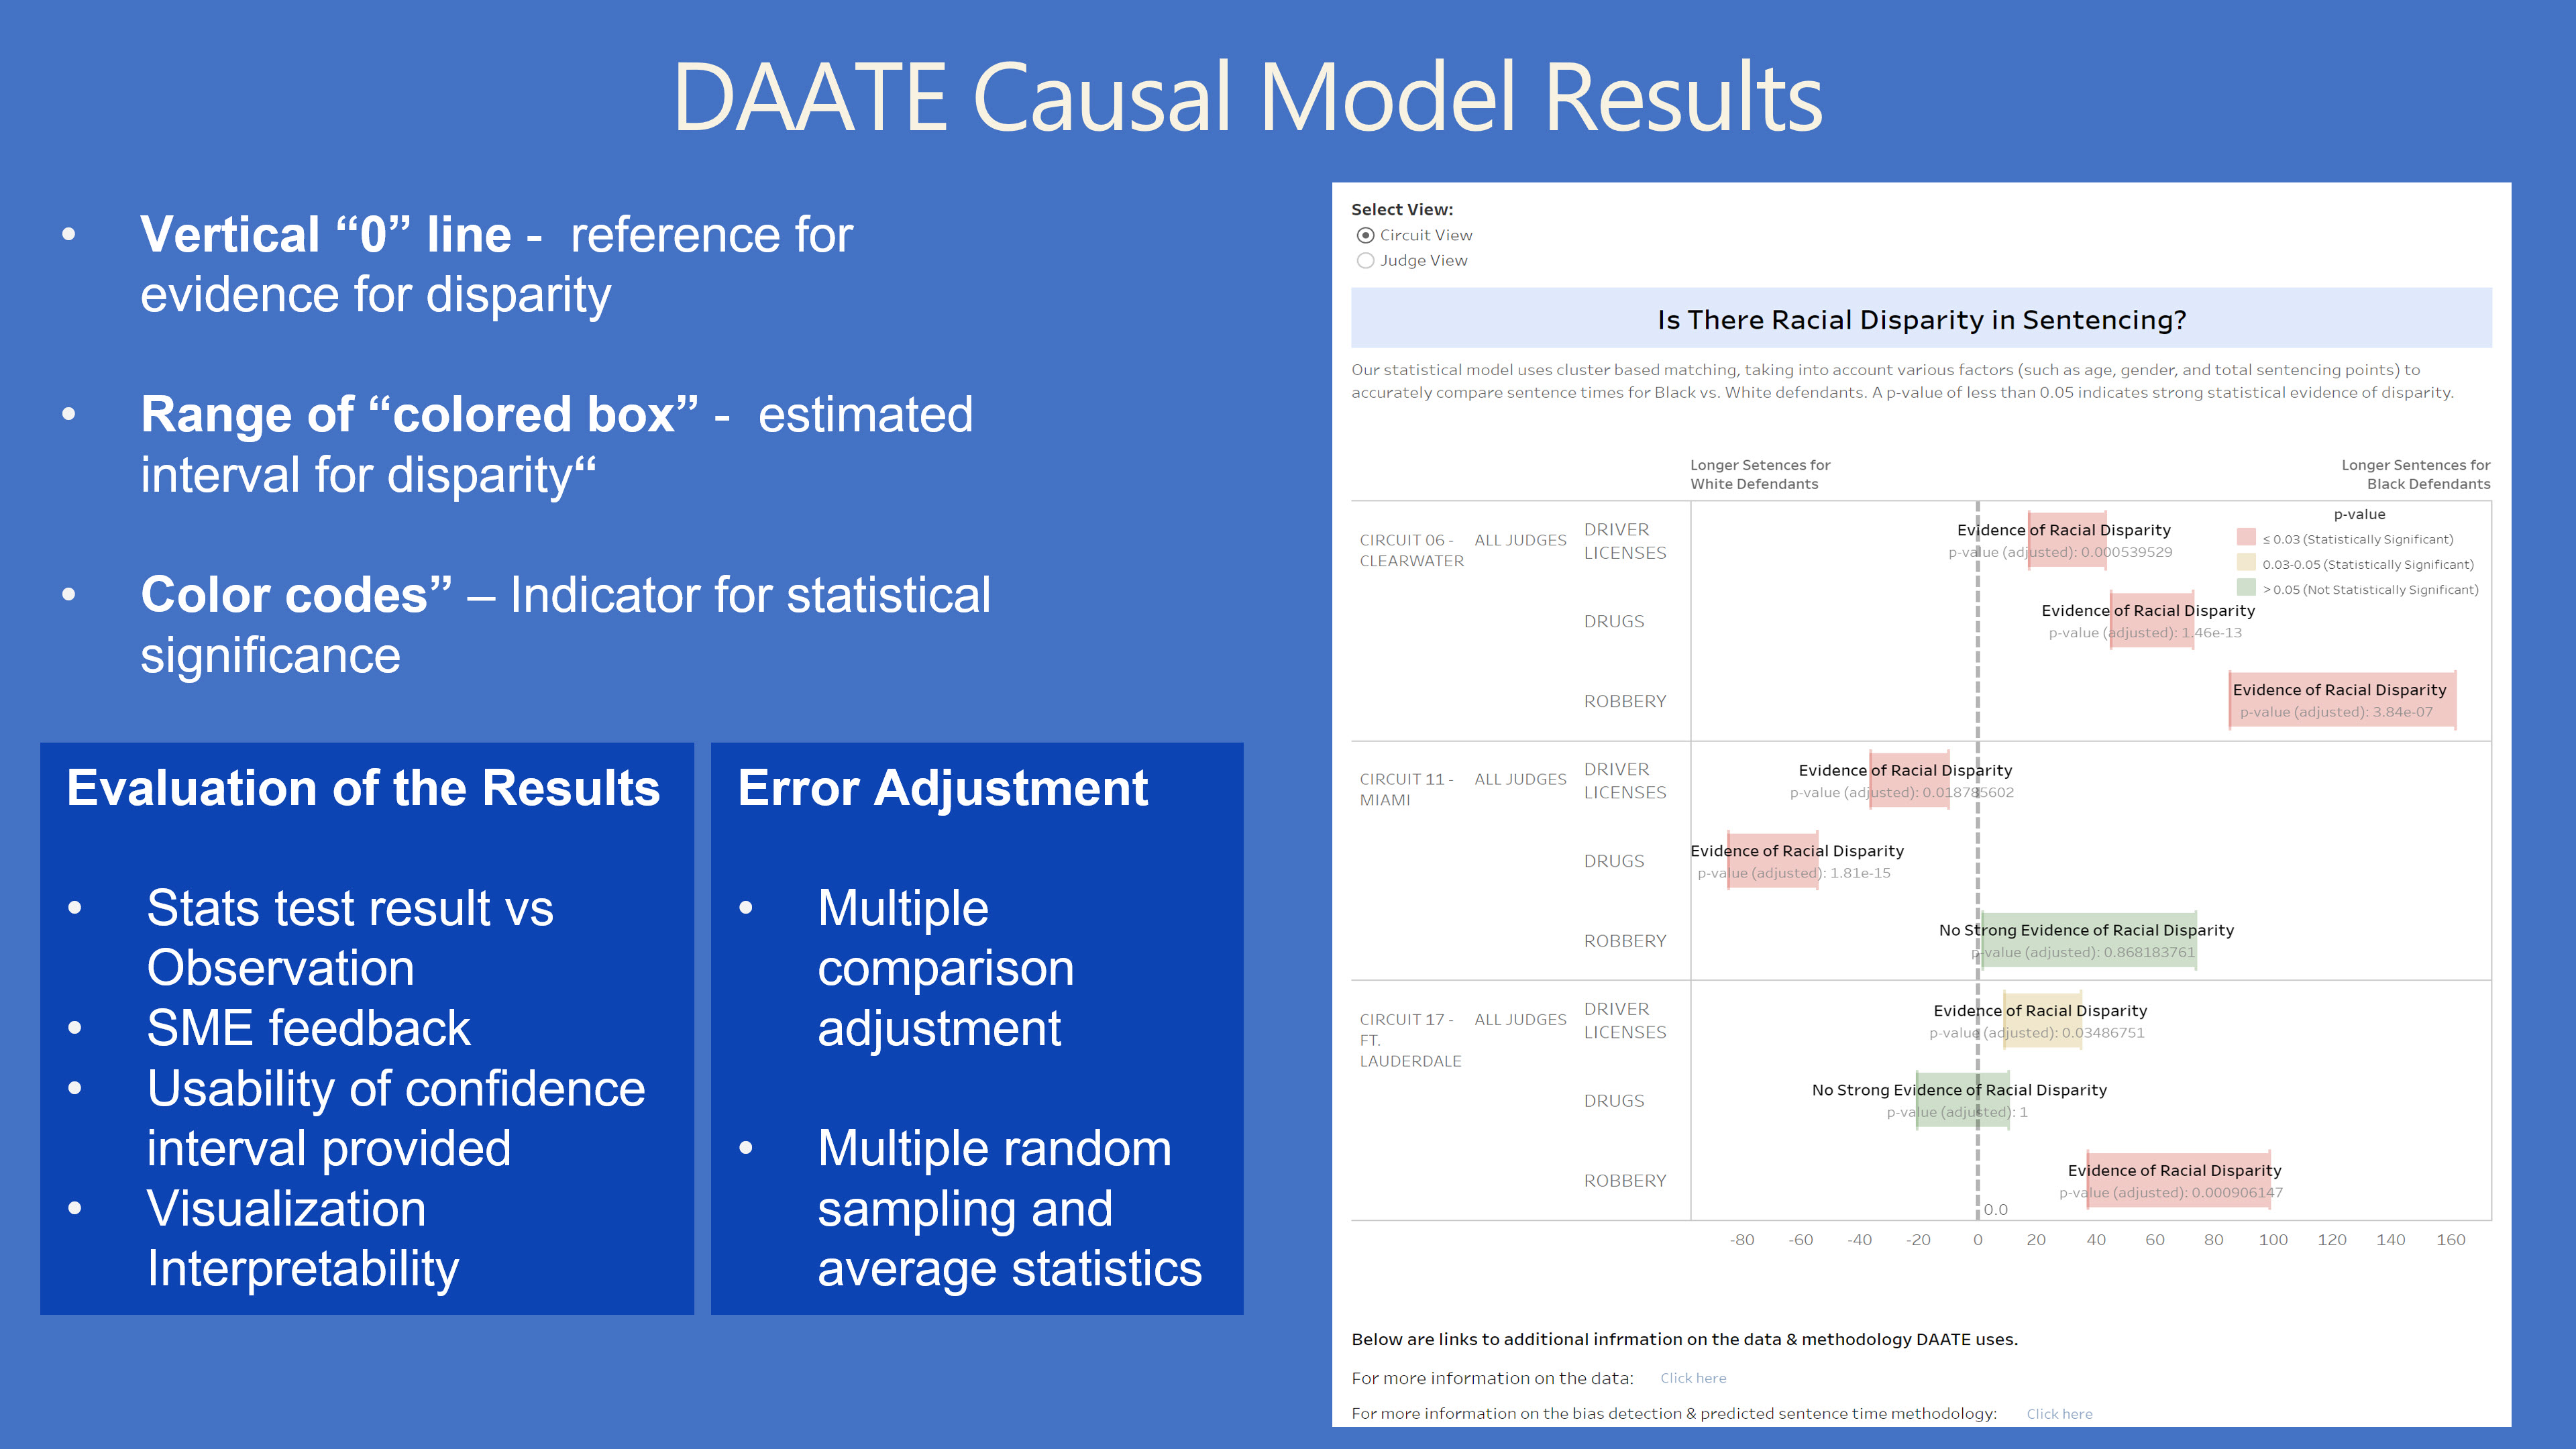 DAATE Causal Model Results
• Vertical “0” line -  reference for
evidence for disparity
• Range of “colored box” -  estimated
interval for disparity“
• Color codes” – Indicator for statistical
significance
Evaluation of the Results
• Stats test result vs
Observation
• SME feedback
• Usability of confidence
interval provided
• Visualization
Interpretability
Error Adjustment
• Multiple
comparison
adjustment
• Multiple random
sampling and
average statistics
Select View:
Circuit View
Judge View
Is There Racial Disparity in Sentencing?
Our statistical model uses cluster based matching, taking into account various factors (such as age, gender, and total sentencing points) to
accurately compare sentence times for Black vs. White defendants. A p-value of less than 0.05 indicates strong statistical evidence of disparity.
Longer Setences for
White Defendants
Longer Sentences for
Black Defendants
p-value
≤ 0.03 (Statistically Significant)
0.03-0.05 (Statistically Significant)
> 0.05 (Not Statistically Significant)
CIRCUIT 06 -
CLEARWATER
ALL JUDGES
DRIVER
LICENSES
Evidence of Racial Disparity
p-value (adjusted): 0.000539529
DRUGS
Evidence of Racial Disparity
p-value (adjusted): 1.46e-13
ROBBERY
Evidence of Racial Disparity
p-value (adjusted): 3.84e-07
CIRCUIT 11 -
MIAMI
ALL JUDGES
DRIVER
LICENSES
Evidence of Racial Disparity
p-value (adjusted): 0.018785602
DRUGS
Evidence of Racial Disparity
p-value (adjusted): 1.81e-15
ROBBERY
No Strong Evidence of Racial Disparity
p-value (adjusted): 0.868183761
CIRCUIT 17 -
FT.
LAUDERDALE
ALL JUDGES
DRIVER
LICENSES
Evidence of Racial Disparity
p-value (adjusted): 0.03486751
DRUGS
No Strong Evidence of Racial Disparity
p-value (adjusted): 1
ROBBERY
Evidence of Racial Disparity
p-value (adjusted): 0.000906147
0.0
-80 -60 -40 -20 0 20 40 60 80 100 120 140 160
Below are links to additional infrmation on the data & methodology DAATE uses.
For more information on the data: Click here
For more information on the bias detection & predicted sentence time methodology: Click here